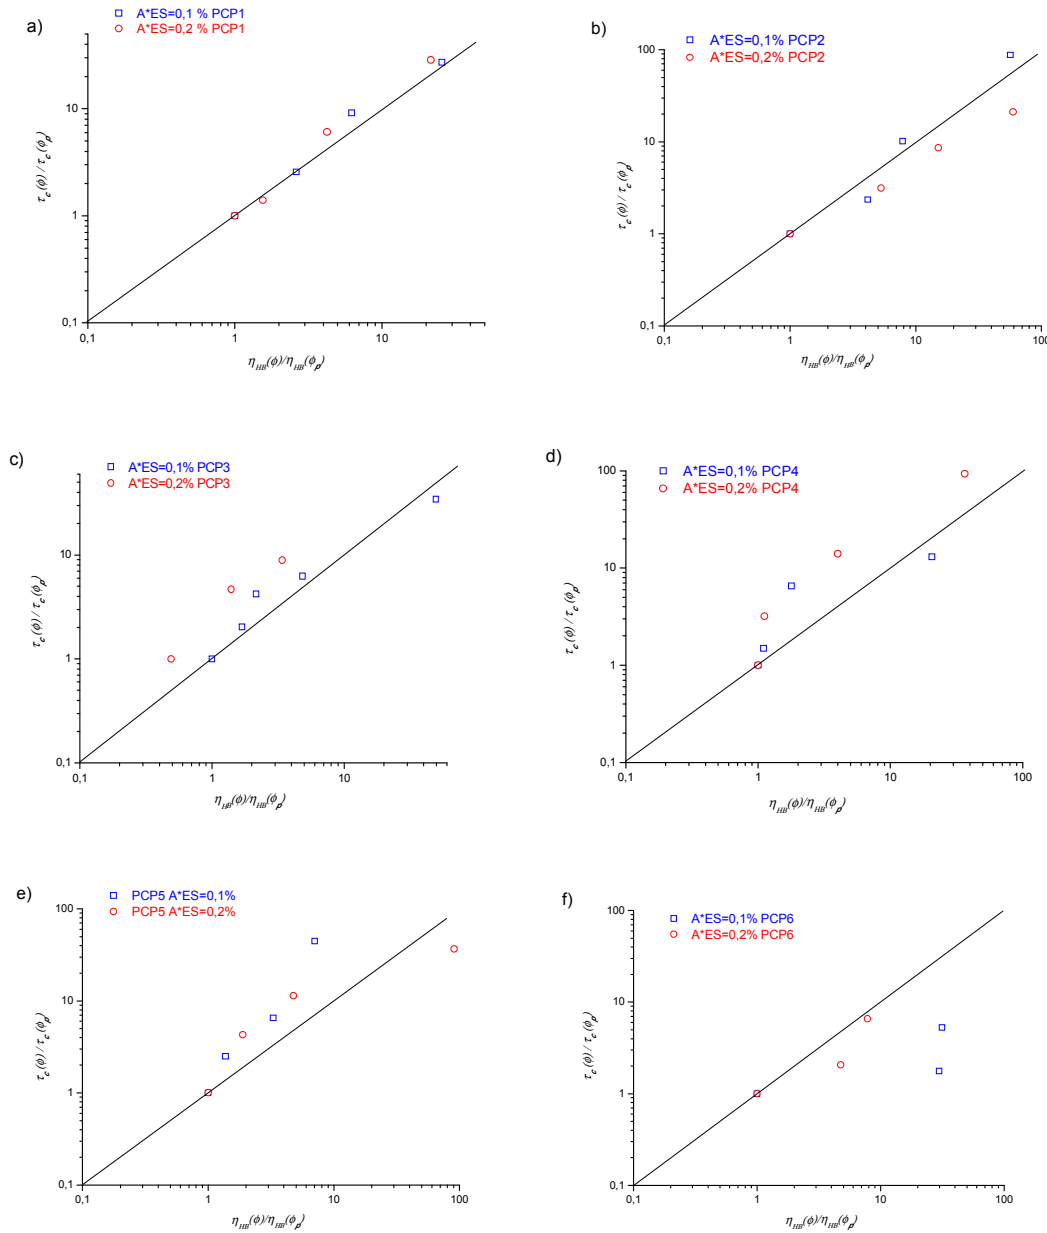 a)
A*ES=0,1 % PCP1
A*ES=0,2 % PCP1
10
1
0,1
0,1
1
10
τc(ϕ) / τc(ϕp)
ηHB(ϕ)/ηHB(ϕp)
b)
A*ES=0,1% PCP2
A*ES=0,2% PCP2
100
10
1
0,1
0,1
1
10
100
τc(ϕ) / τc(ϕp)
ηHB(ϕ)/ηHB(ϕp)
c)
A*ES=0,1% PCP3
A*ES=0,2% PCP3
10
1
0,1
0,1
1
10
τc(ϕ) / τc(ϕp)
ηHB(ϕ)/ηHB(ϕp)
d)
A*ES=0,1% PCP4
A*ES=0,2% PCP4
100
10
1
0,1
0,1
1
10
100
τc(ϕ) / τc(ϕp)
ηHB(ϕ)/ηHB(ϕp)
e)
PCP5 A*ES=0,1%
PCP5 A*ES=0,2%
100
10
1
0,1
0,1
1
10
100
τc(ϕ) / τc(ϕp)
ηHB(ϕ)/ηHB(ϕp)
f)
A*ES=0,1% PCP6
A*ES=0,2% PCP6
100
10
1
0,1
0,1
1
10
100
τc(ϕ) / τc(ϕp)
ηHB(ϕ)/ηHB(ϕp)